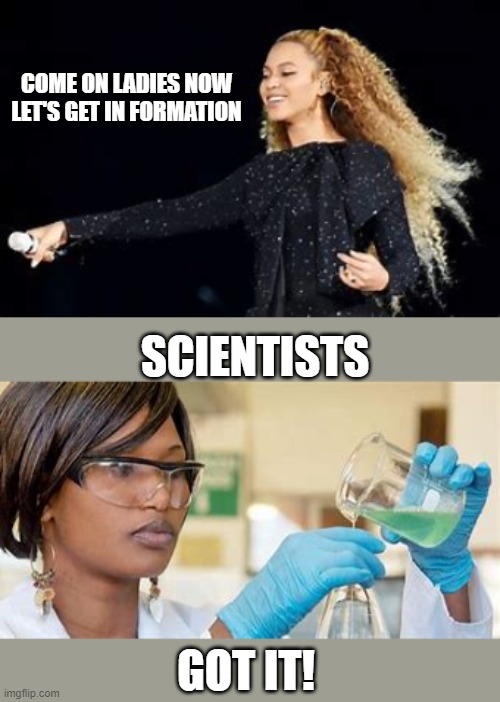 COME ON LADIES NOW
LET'S GET IN FORMATION
SCIENTISTS
GOT IT!
imgflip.com